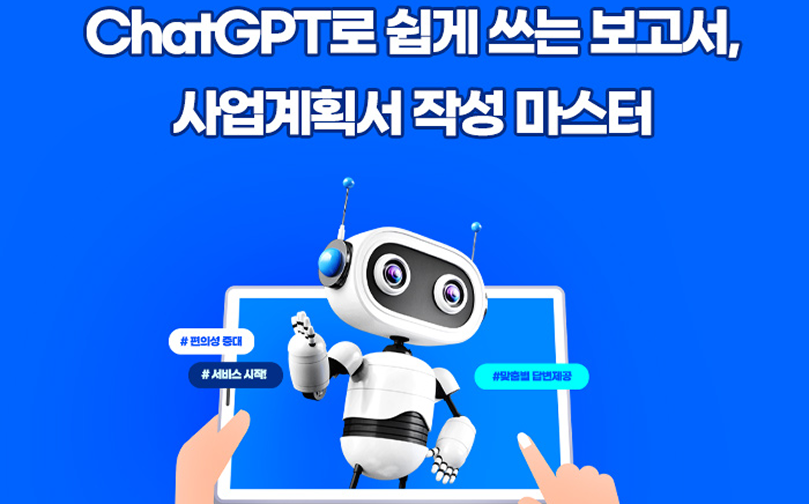 ChatGPT로 쉽게 쓰는 보고서,
사업계획서 작성 마스터
# 편의성 증대
# 서비스 시작!
#맞춤별 답변제공